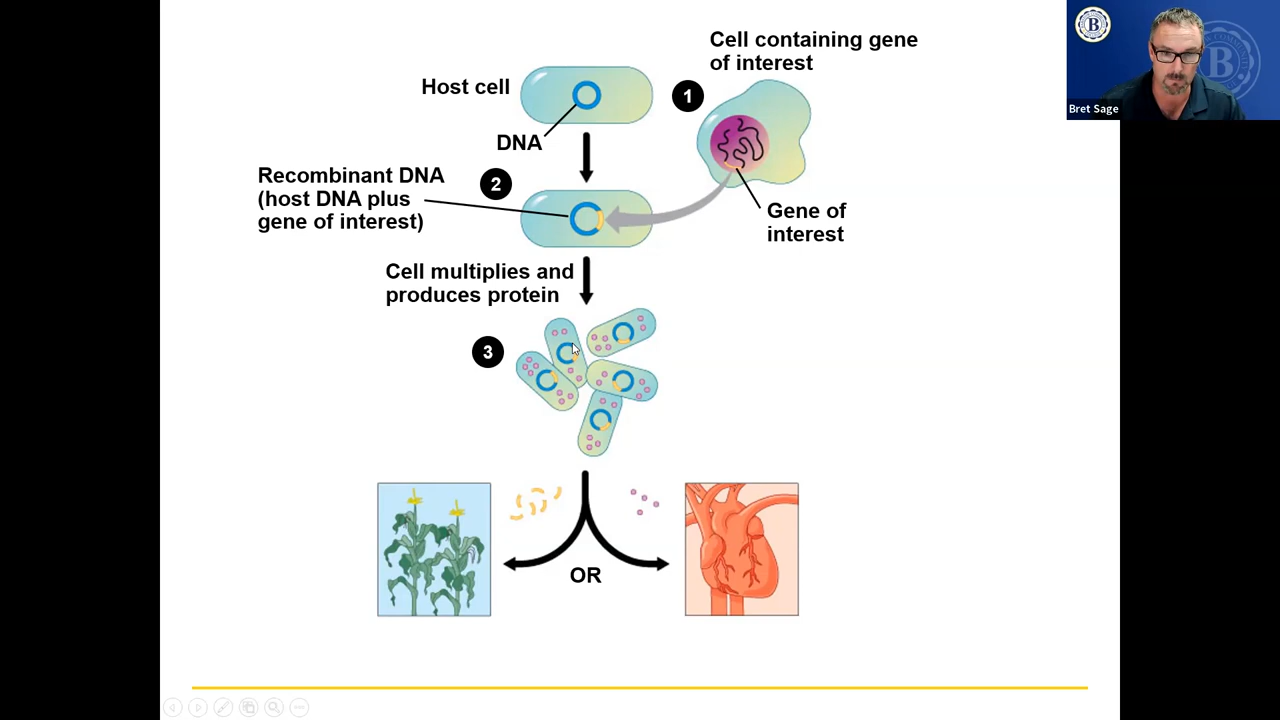 Cell containing gene
of interest
1
Host cell
DNA
Recombinant DNA
(host DNA plus
gene of interest)
2
Gene of
interest
Cell multiplies and
produces protein
3
OR
B
Bret Sage
B